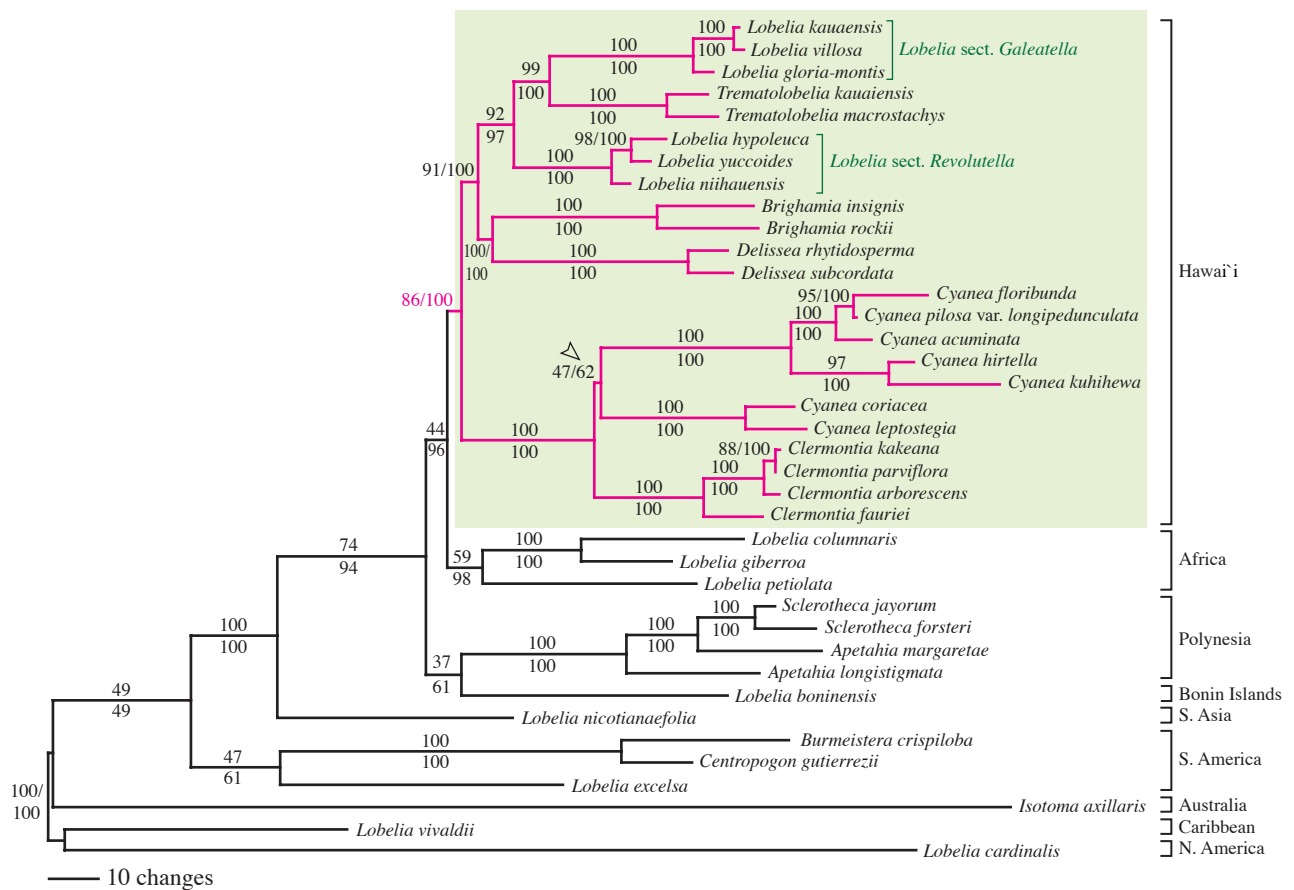 100
Lobelia kauaensis
100
Lobelia villosa
Lobelia sect. Galeatella
100
100
Lobelia gloria-montis
99
100
100
100
Trematolobelia kauaiensis
Trematolobelia macrostachys
92
97
98/100
Lobelia hypoleuca
100
100
Lobelia yuccoides
Lobelia sect. Revolutella
Lobelia niihauensis
91/100
100
100
Brighamia insignis
Brighamia rockii
100/
100
100
100
Delissea rhytidosperma
Delissea subcordata
Hawai`i
86/100
95/100
Cyanea floribunda
100
100
Cyanea pilosa var. longipedunculata
Cyanea acuminata
100
100
47/62
97
100
Cyanea hirtella
Cyanea kuhihewa
100
100
Cyanea coriacea
Cyanea leptostegia
100
100
88/100
Clermontia kakeana
100
100
Clermontia parviflora
100
100
Clermontia arborescens
Clermontia fauriei
44
96
100
100
Lobelia columnaris
59
98
Lobelia giberroa
Africa
Lobelia petiolata
74
94
100
100
Sclerotheca jayorum
Sclerotheca forsteri
100
100
Polynesia
Apetahia margaretae
100
100
37
61
Apetahia longistigmata
Lobelia boninensis
Bonin Islands
100
100
Lobelia nicotianaefolia
S. Asia
49
49
100
100
Burmeistera crispiloba
47
61
Centropogon gutierrezii
S. America
Lobelia excelsa
100/
100
Isotoma axillaris
Australia
Lobelia vivaldii
Caribbean
Lobelia cardinalis
N. America
10 changes